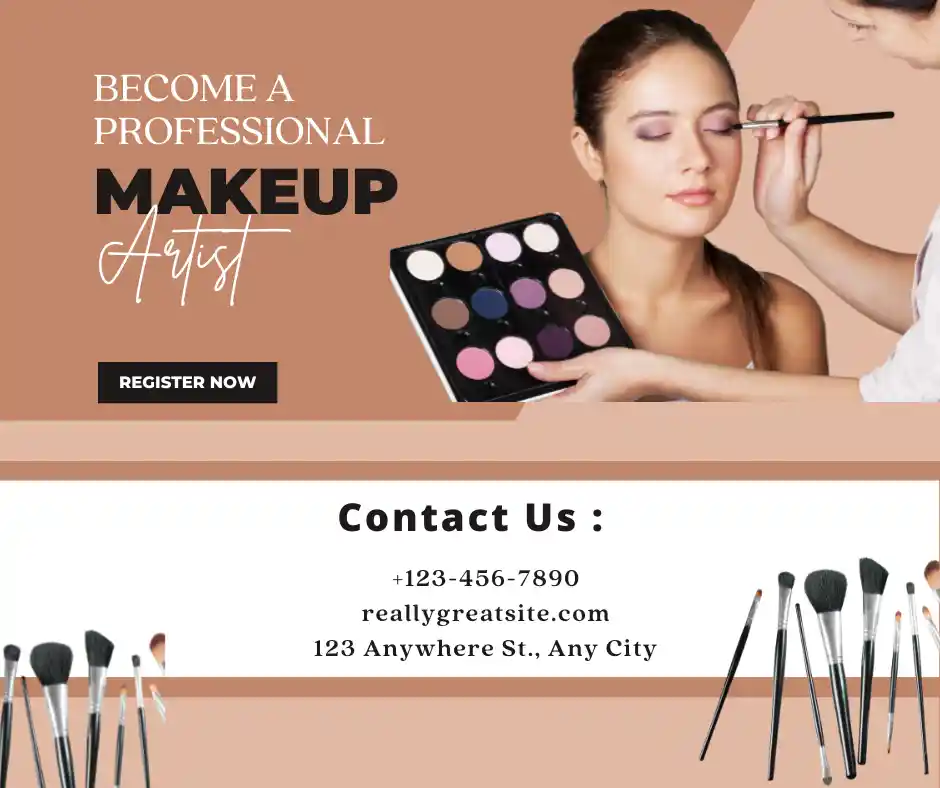 BECOME A
PROFESSIONAL
MAKEUP
Artist
REGISTER NOW
Contact Us :
+123-456-7890
reallygreatsite.com
123 Anywhere St., Any City